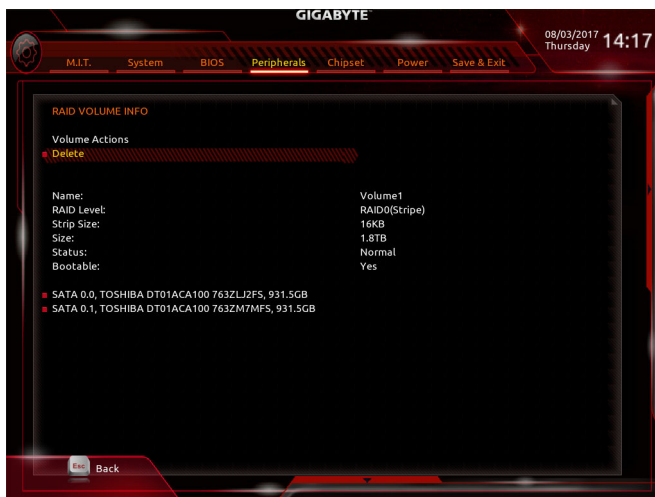 GIGABYTE™
08/03/2017
Thursday
14:17
M.I.T. System BIOS Peripherals Chipset Power Save & Exit
RAID VOLUME INFO
Volume Actions
Delete
Name: Volume1
RAID Level: RAID0(Stripe)
Strip Size: 16KB
Size: 1.8TB
Status: Normal
Bootable: Yes
SATA 0.0, TOSHIBA DT01ACA100 763ZLJ2FS, 931.5GB
SATA 0.1, TOSHIBA DT01ACA100 763ZM7MFS, 931.5GB
Esc Back